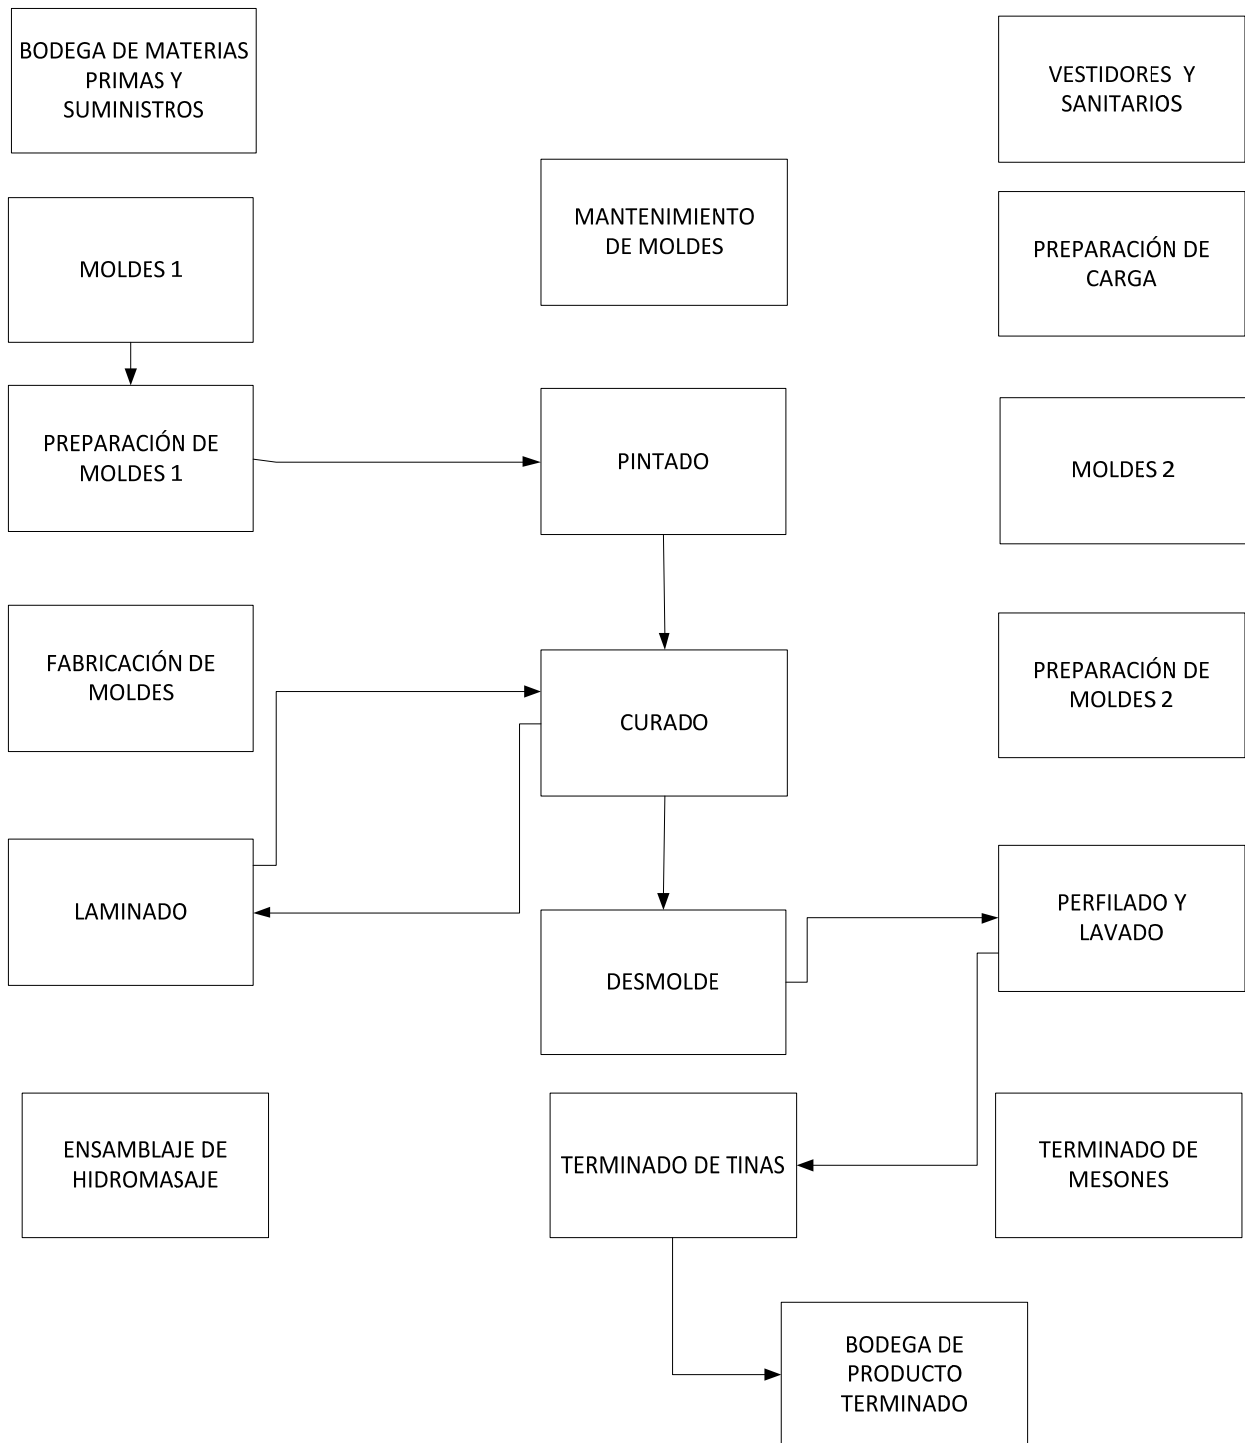 BODEGA DE MATERIAS
PRIMAS Y
SUMINISTROS
VESTIDORES Y
SANITARIOS
MANTENIMIENTO
DE MOLDES
MOLDES 1
PREPARACIÓN DE
CARGA
PREPARACIÓN DE
MOLDES 1
PINTADO
MOLDES 2
FABRICACIÓN DE
MOLDES
CURADO
PREPARACIÓN DE
MOLDES 2
LAMINADO
DESMOLDE
PERFILADO Y
LAVADO
ENSAMBLAJE DE
HIDROMASAJE
TERMINADO DE TINAS
TERMINADO DE
MESONES
BODEGA DE
PRODUCTO
TERMINADO